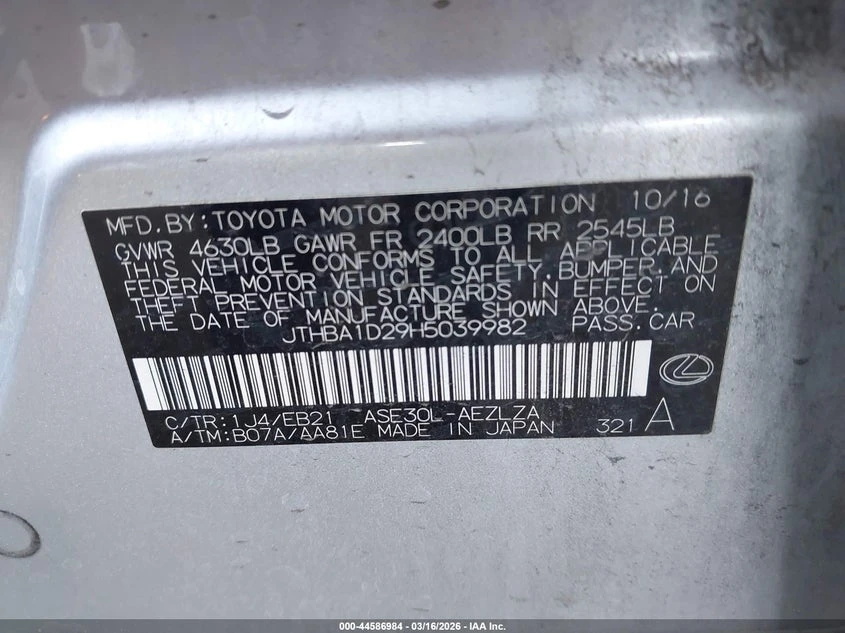 MFD.BY:TOYOTA MOTOR CORPORATION 10/16
GVWR 4630LB GAWR FR 2400LB RR 2545LB
THIS VEHICLE CONFORMS TO ALL APPLICABLE
FEDERAL MOTOR VEHICLE SAFETY,BUMPER,AND
THEFT PREVENTION STANDARDS IN EFFECT ON
THE DATE OF MANUFACTURE SHOWN ABOVE.
JTHBA1D29H5039982 PASS.CAR
C/TR:1J4/EB21 ASE30L-AEZLZA
A/TM:B07A/AA81E MADE IN JAPAN 321 A
000-44586984 - 03/16/2026 - IAA Inc.